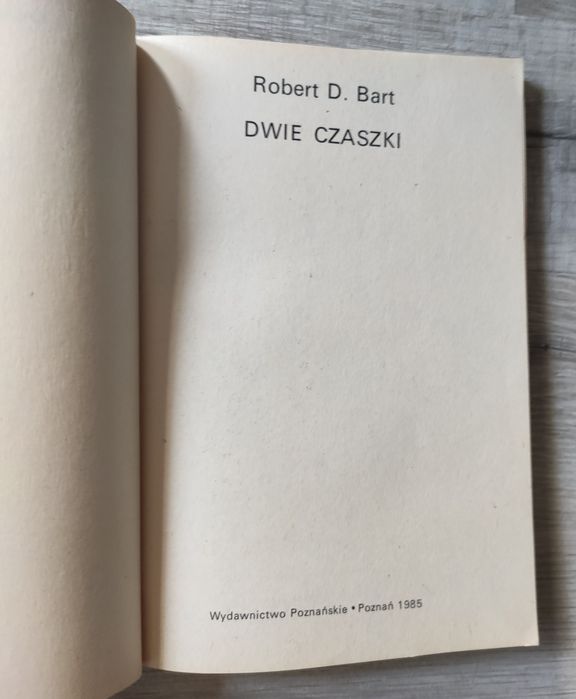 Robert D. Bart
DWIE CZASZKI
Wydawnictwo Poznańskie • Poznań 1985